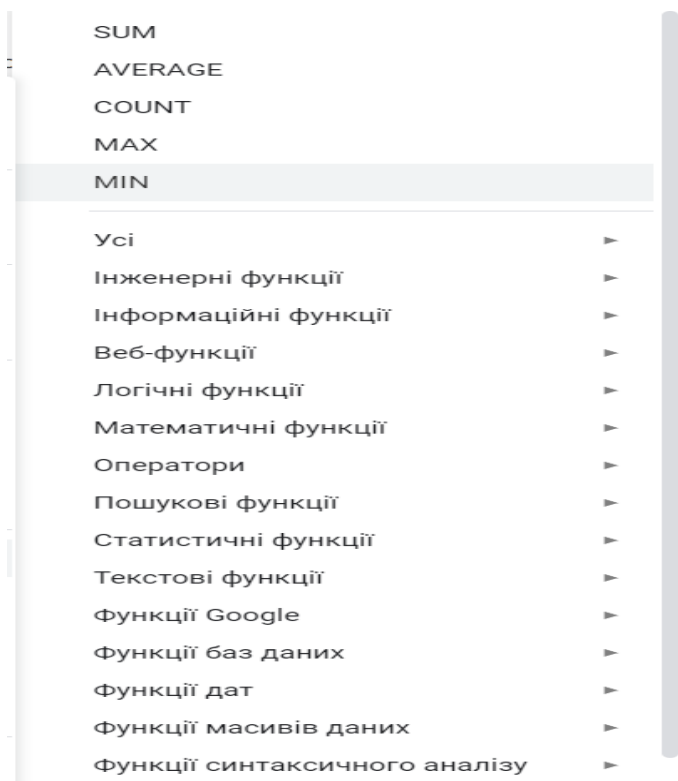 SUM
AVERAGE
COUNT
MAX
MIN
Усі
Інженерні функції
Інформаційні функції
Веб-функції
Логічні функції
Математичні функції
Оператори
Пошукові функції
Статистичні функції
Текстові функції
Функції Google
Функції баз даних
Функції дат
Функції масивів даних
Функції синтаксичного аналізу